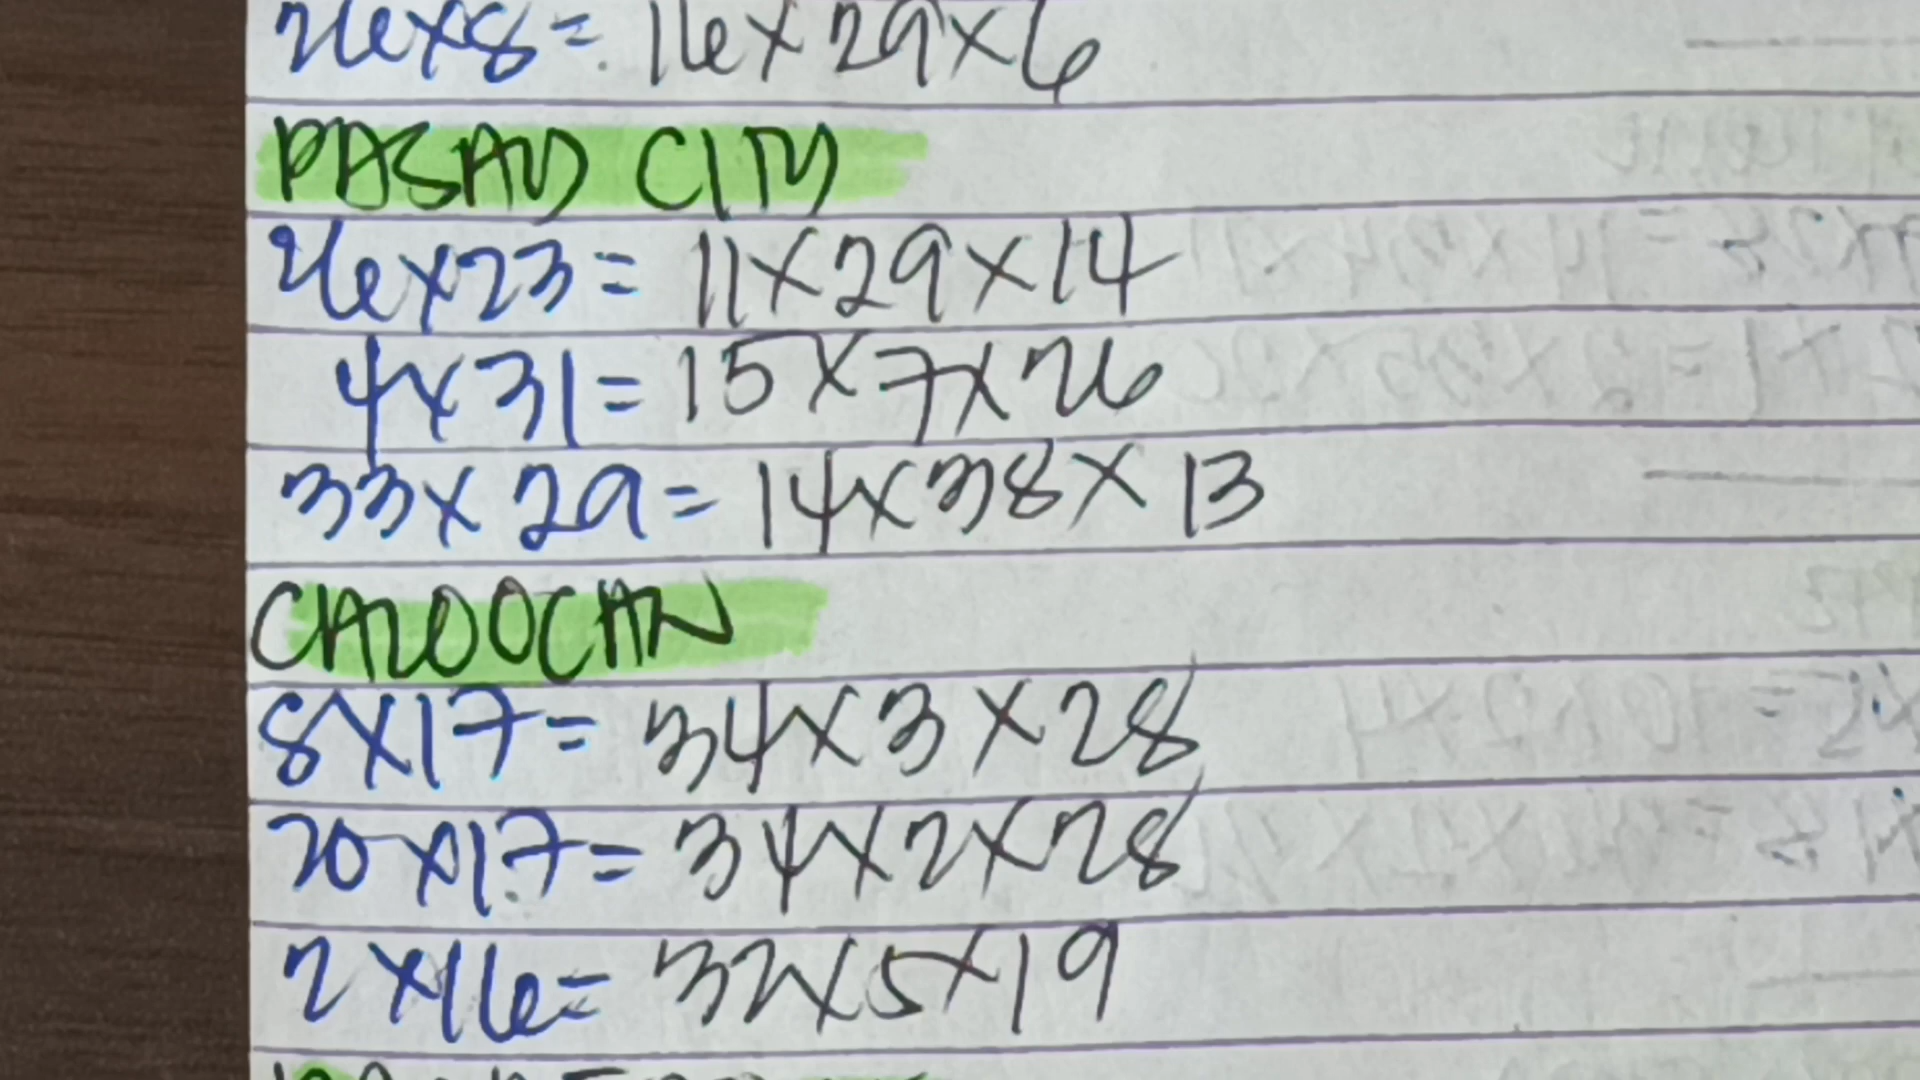 26x8= 16x29x6
PASAY CITY
26x23= 11x29x14
4x31= 15x7x26
33x29= 14x38x13
CALOOCAN
8x17= 34x3x28
20x17= 34x2x28
2x16= 32x5x19